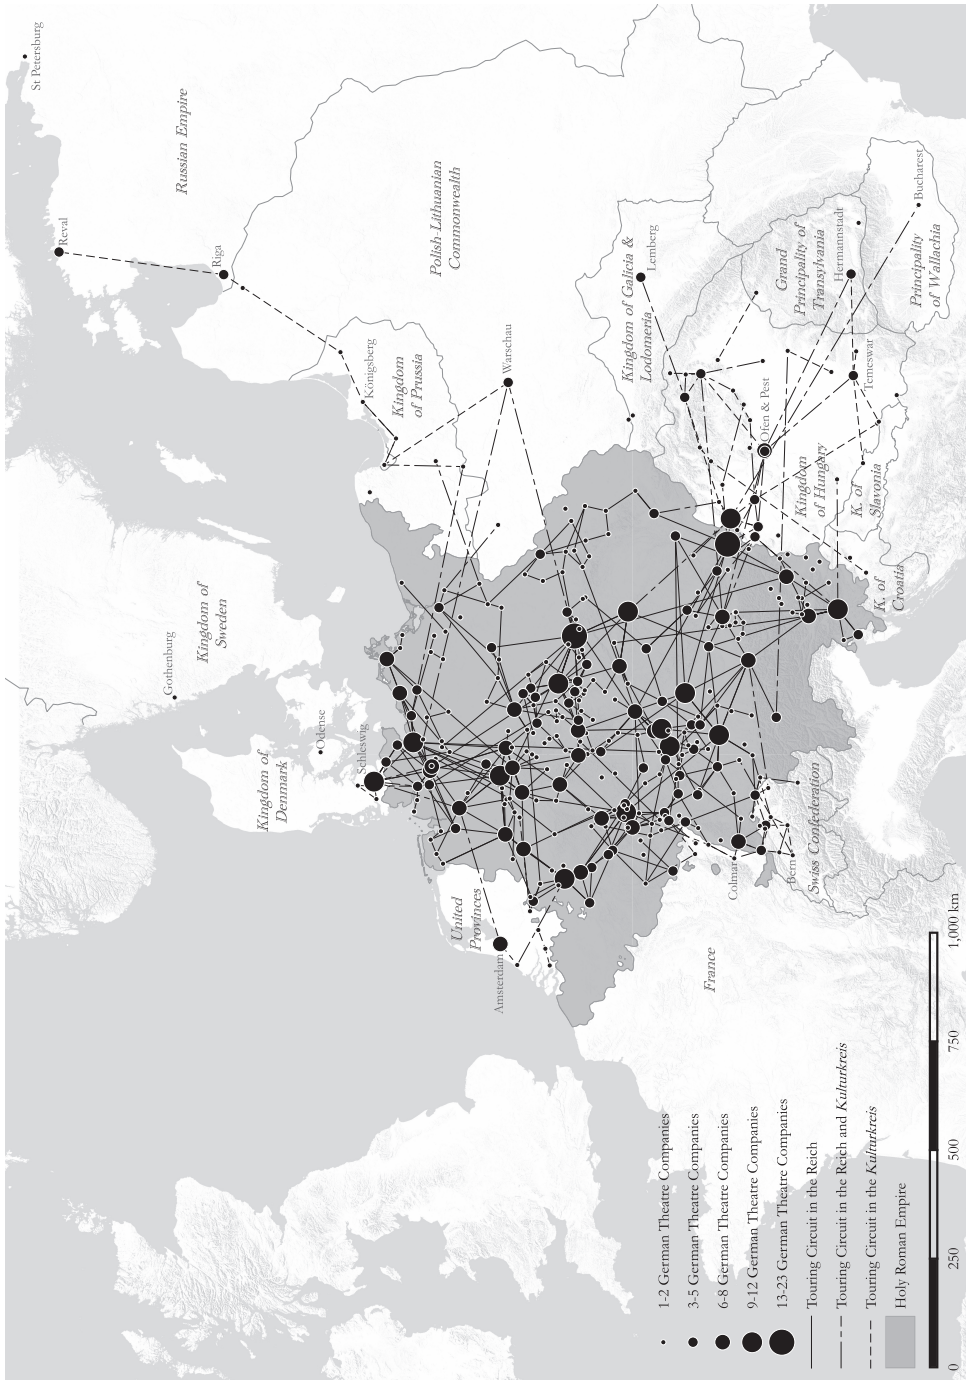 St Petersburg
Reval
Russian Empire
Riga
Polish-Lithuanian
Commonwealth
Königsberg
Kingdom
of Prussia
Warschau
Kingdom of Galicia &
Lodomeria
Lemberg
Grand
Principality of
Transylvania
Hermannstadt
Bucharest
Principality
of Wallachia
Temeswar
Ofen & Pest
Kingdom
of Hungary
K. of
Slavonia
K. of
Croatia
Kingdom of
Sweden
Gothenburg
Odense
Schleswig
Kingdom of
Denmark
United
Provinces
Amsterdam
Colmar
Bern
Swiss Confederation
France
1-2 German Theatre Companies
3-5 German Theatre Companies
6-8 German Theatre Companies
9-12 German Theatre Companies
13-23 German Theatre Companies
Touring Circuit in the Reich
Touring Circuit in the Reich and Kulturkreis
Touring Circuit in the Kulturkreis
Holy Roman Empire
0 250 500 750 1,000 km